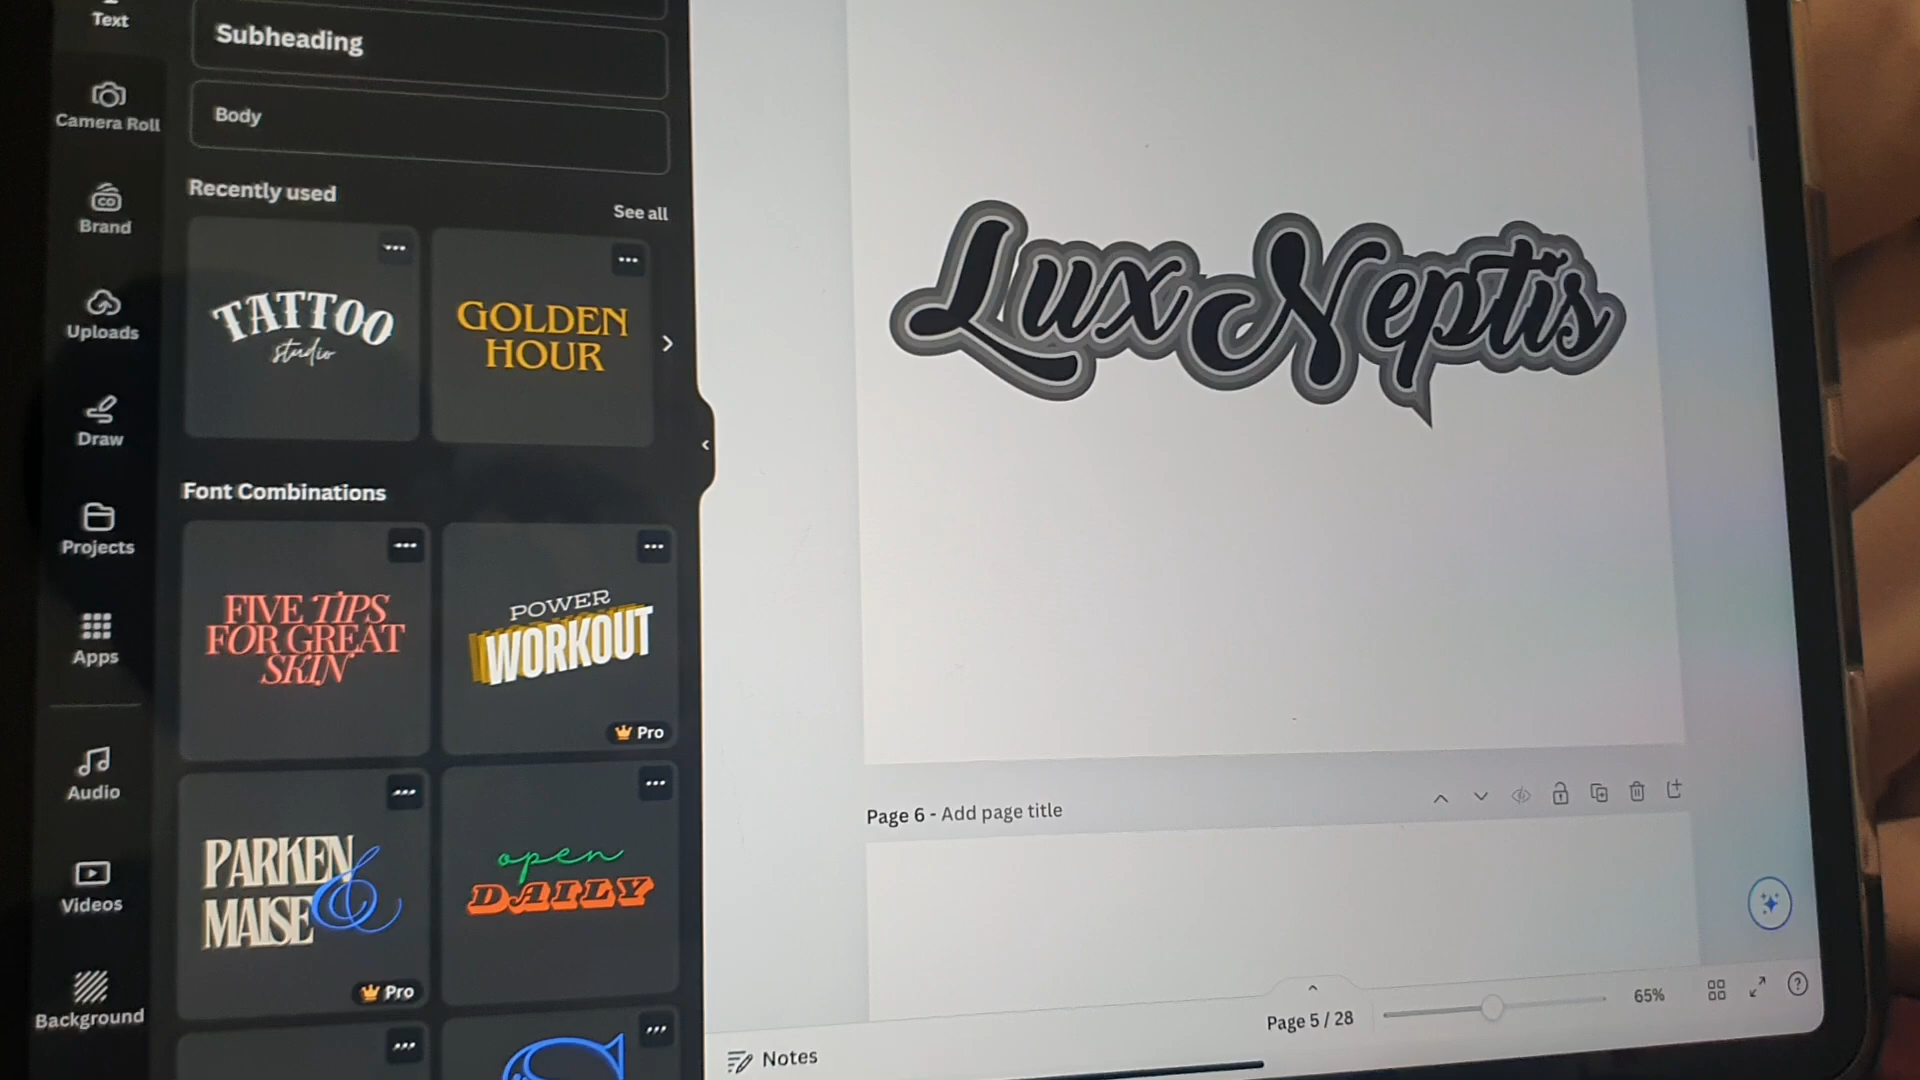 Text
Subheading
Camera Roll
Body
Brand
Recently used
See all
Uploads
TATTOO
studio
GOLDEN
HOUR
Draw
Font Combinations
Projects
FIVE TIPS
FOR GREAT
SKIN
POWER
WORKOUT
Apps
Pro
Audio
PARKEN
&
MAISE
open
DAILY
Videos
Pro
Background
S
Lux Neptis
Page 6 - Add page title
Page 5 / 28
65%
Notes